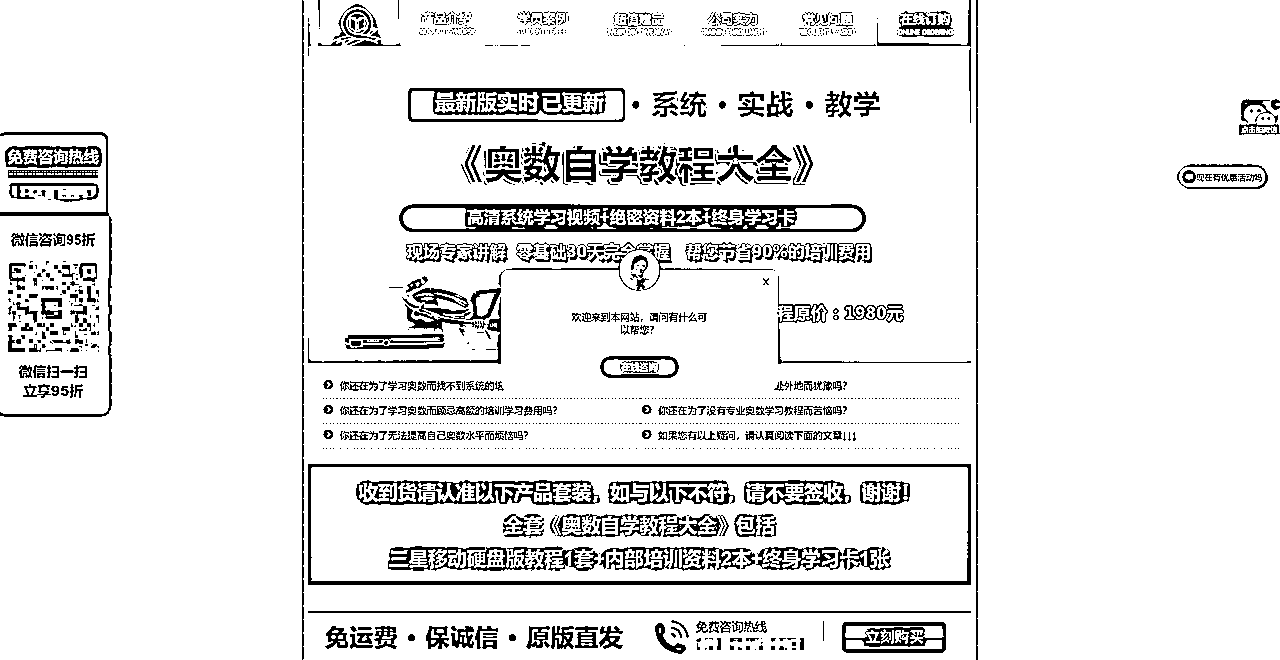 产品介绍 学员案例 超值赠品 公司实力 常见问题 在线订购
ONLINE ORDERING
最新版实时已更新 · 系统 · 实战 · 教学
《奥数自学教程大全》
高清系统学习视频+绝密资料2本+终身学习卡
现场专家讲解 零基础30天完全掌握 帮您节省90%的培训费用
程原价：1980元
免费咨询热线
微信咨询95折
微信扫一扫
立享95折
现在有优惠活动吗
×
欢迎来到本网站，请问有什么可
以帮您？
你还在为了学习奥数而找不到系统的
外地而犹豫吗？
你还在为了学习奥数而顾忌高额的培训学习费用吗？
你还在为了没有专业奥数学习教程而苦恼吗？
你还在为了无法提高自己奥数水平而烦恼吗？
如果您有以上疑问，请认真阅读下面的文章!!!
收到货请认准以下产品套装，如与以下不符，请不要签收，谢谢！
全套《奥数自学教程大全》包括
三星移动硬盘版教程1套+内部培训资料2本+终身学习卡1张
免运费 · 保诚信 · 原版直发
免费咨询热线
立刻购买